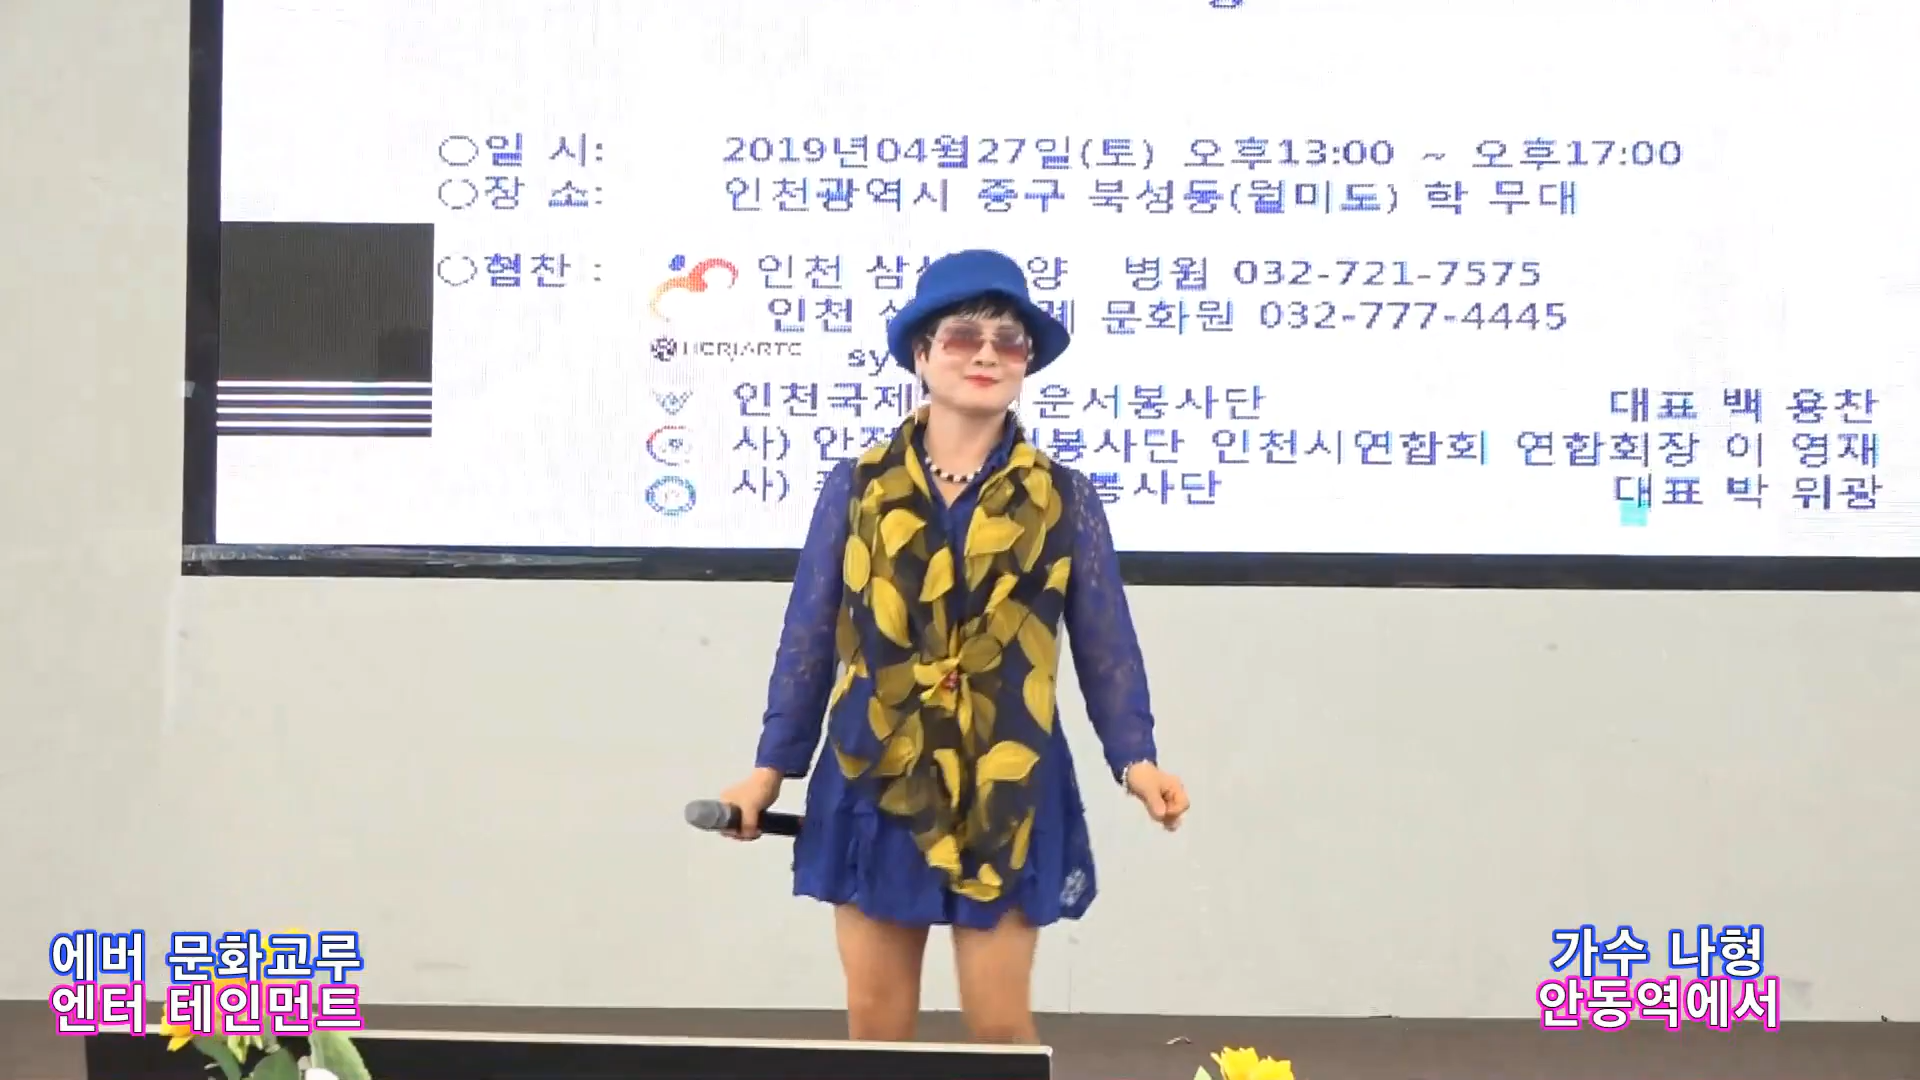 ○일 시: 2019년04월27일(토) 오후13:00 ~ 오후17:00
○장 소: 인천광역시 중구 북성동(월미도) 학 무대
○협찬 : 인천 삼 양 병원 032-721-7575
인천 문화원 032-777-4445
sy
인천국제 운서봉사단 대표 백 용찬
사) 봉사단 인천시연합회 연합회장 이 영재
사) 봉사단 대표 박 위광
에버 문화교루
엔터 테인먼트
가수 나형
안동역에서